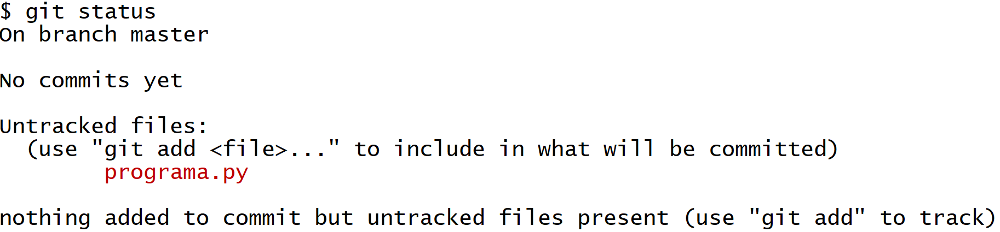 $ git status
On branch master
No commits yet
Untracked files:
(use "git add <file>..." to include in what will be committed)
programa.py
nothing added to commit but untracked files present (use "git add" to track)